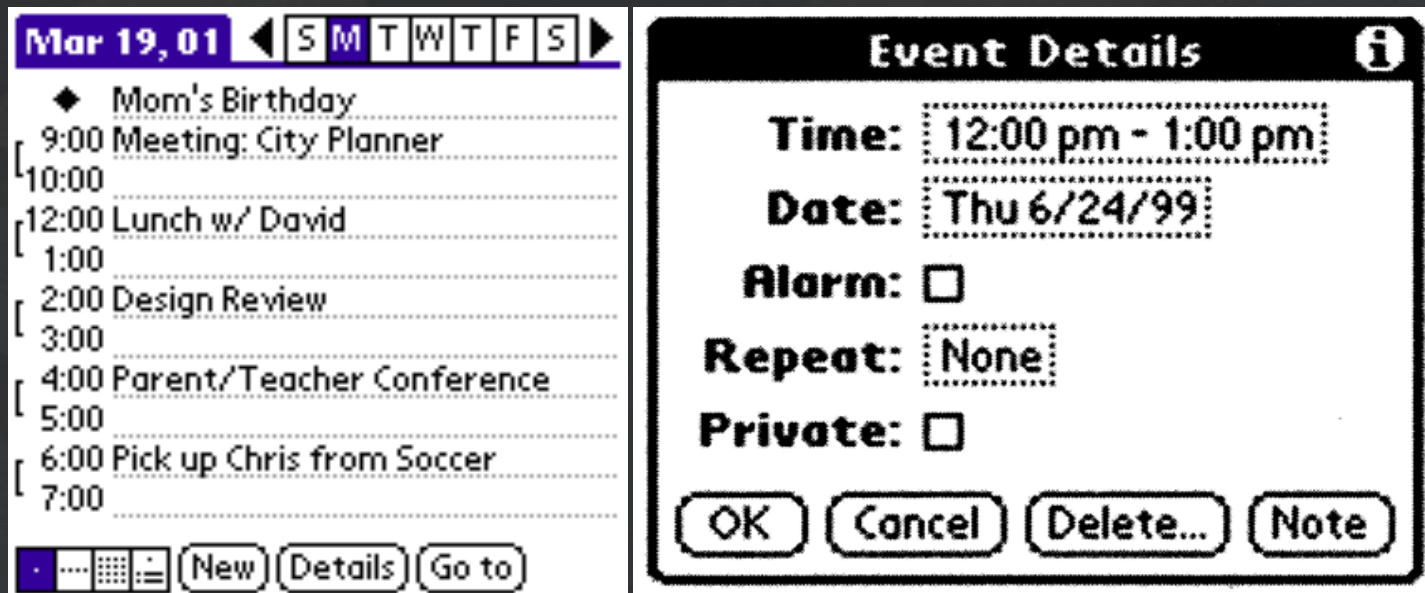 Mar 19, 01 S M T W T F S
Mom's Birthday
9:00 Meeting: City Planner
10:00
12:00 Lunch w/ David
1:00
2:00 Design Review
3:00
4:00 Parent/Teacher Conference
5:00
6:00 Pick up Chris from Soccer
7:00
New Details Go to
Event Details i
Time: 12:00 pm - 1:00 pm
Date: Thu 6/24/99
Alarm:
Repeat: None
Private:
OK Cancel Delete... Note